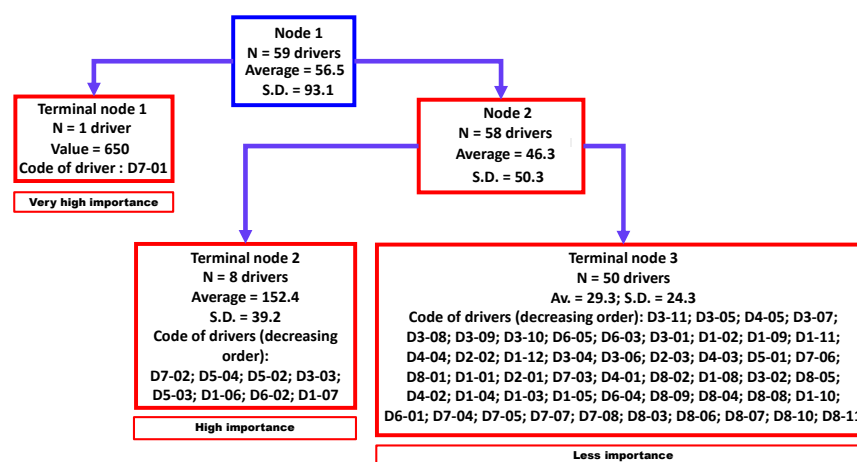 Node 1
N = 59 drivers
Average = 56.5
S.D. = 93.1
Terminal node 1
N = 1 driver
Value = 650
Code of driver : D7-01
Very high importance
Node 2
N = 58 drivers
Average = 46.3
S.D. = 50.3
Terminal node 2
N = 8 drivers
Average = 152.4
S.D. = 39.2
Code of drivers (decreasing
order):
D7-02; D5-04; D5-02; D3-03;
D5-03; D1-06; D6-02; D1-07
High importance
Terminal node 3
N = 50 drivers
Av. = 29.3; S.D. = 24.3
Code of drivers (decreasing order): D3-11; D3-05; D4-05; D3-07;
D3-08; D3-09; D3-10; D6-05; D6-03; D3-01; D1-02; D1-09; D1-11;
D4-04; D2-02; D1-12; D3-04; D3-06; D2-03; D4-03; D5-01; D7-06;
D8-01; D1-01; D2-01; D7-03; D4-01; D8-02; D1-08; D3-02; D8-05;
D4-02; D1-04; D1-03; D1-05; D6-04; D8-09; D8-04; D8-08; D1-10;
D6-01; D7-04; D7-05; D7-07; D7-08; D8-03; D8-06; D8-07; D8-10; D8-11
Less importance